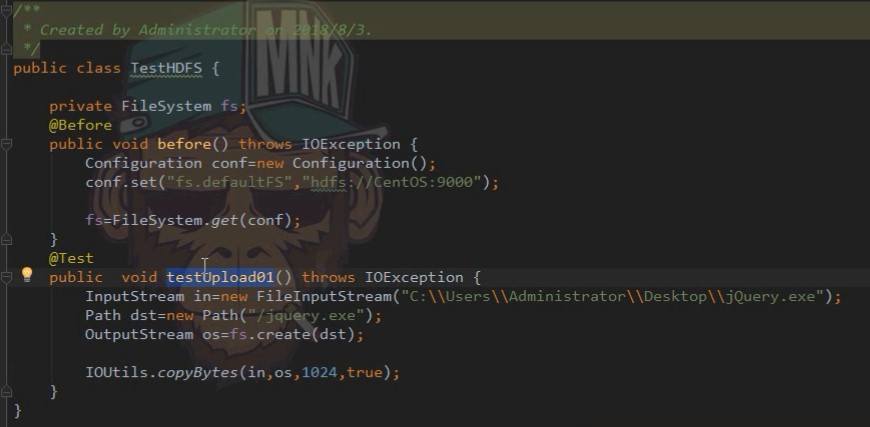 /**
 * Created by Administrator on 2018/8/3.
 */
public class TestHDFS {

    private FileSystem fs;
    @Before
    public void before() throws IOException {
        Configuration conf=new Configuration();
        conf.set("fs.defaultFS","hdfs://CentOS:9000");

        fs=FileSystem.get(conf);
    }
    @Test
    public  void testUpload01() throws IOException {
        InputStream in=new FileInputStream("C:\\Users\\Administrator\\Desktop\\jQuery.exe");
        Path dst=new Path("/jquery.exe");
        OutputStream os=fs.create(dst);

        IOUtils.copyBytes(in,os,1024,true);
    }
}
MNK